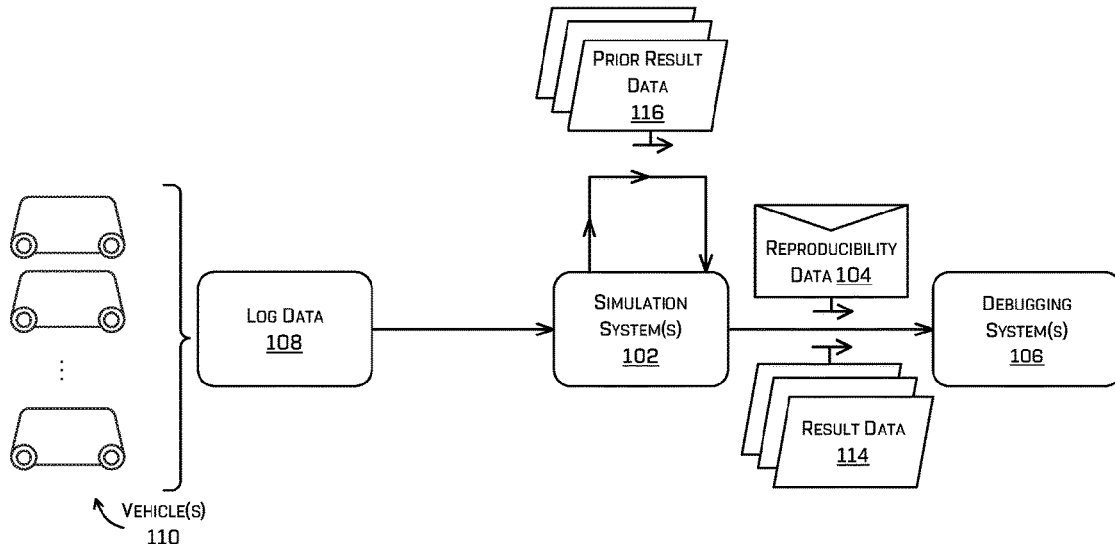 PRIOR RESULT
DATA
116
REPRODUCIBILITY
DATA 104
LOG DATA
108
SIMULATION
SYSTEM(S)
102
DEBUGGING
SYSTEM(S)
106
RESULT DATA
114
...
VEHICLE(S)
110